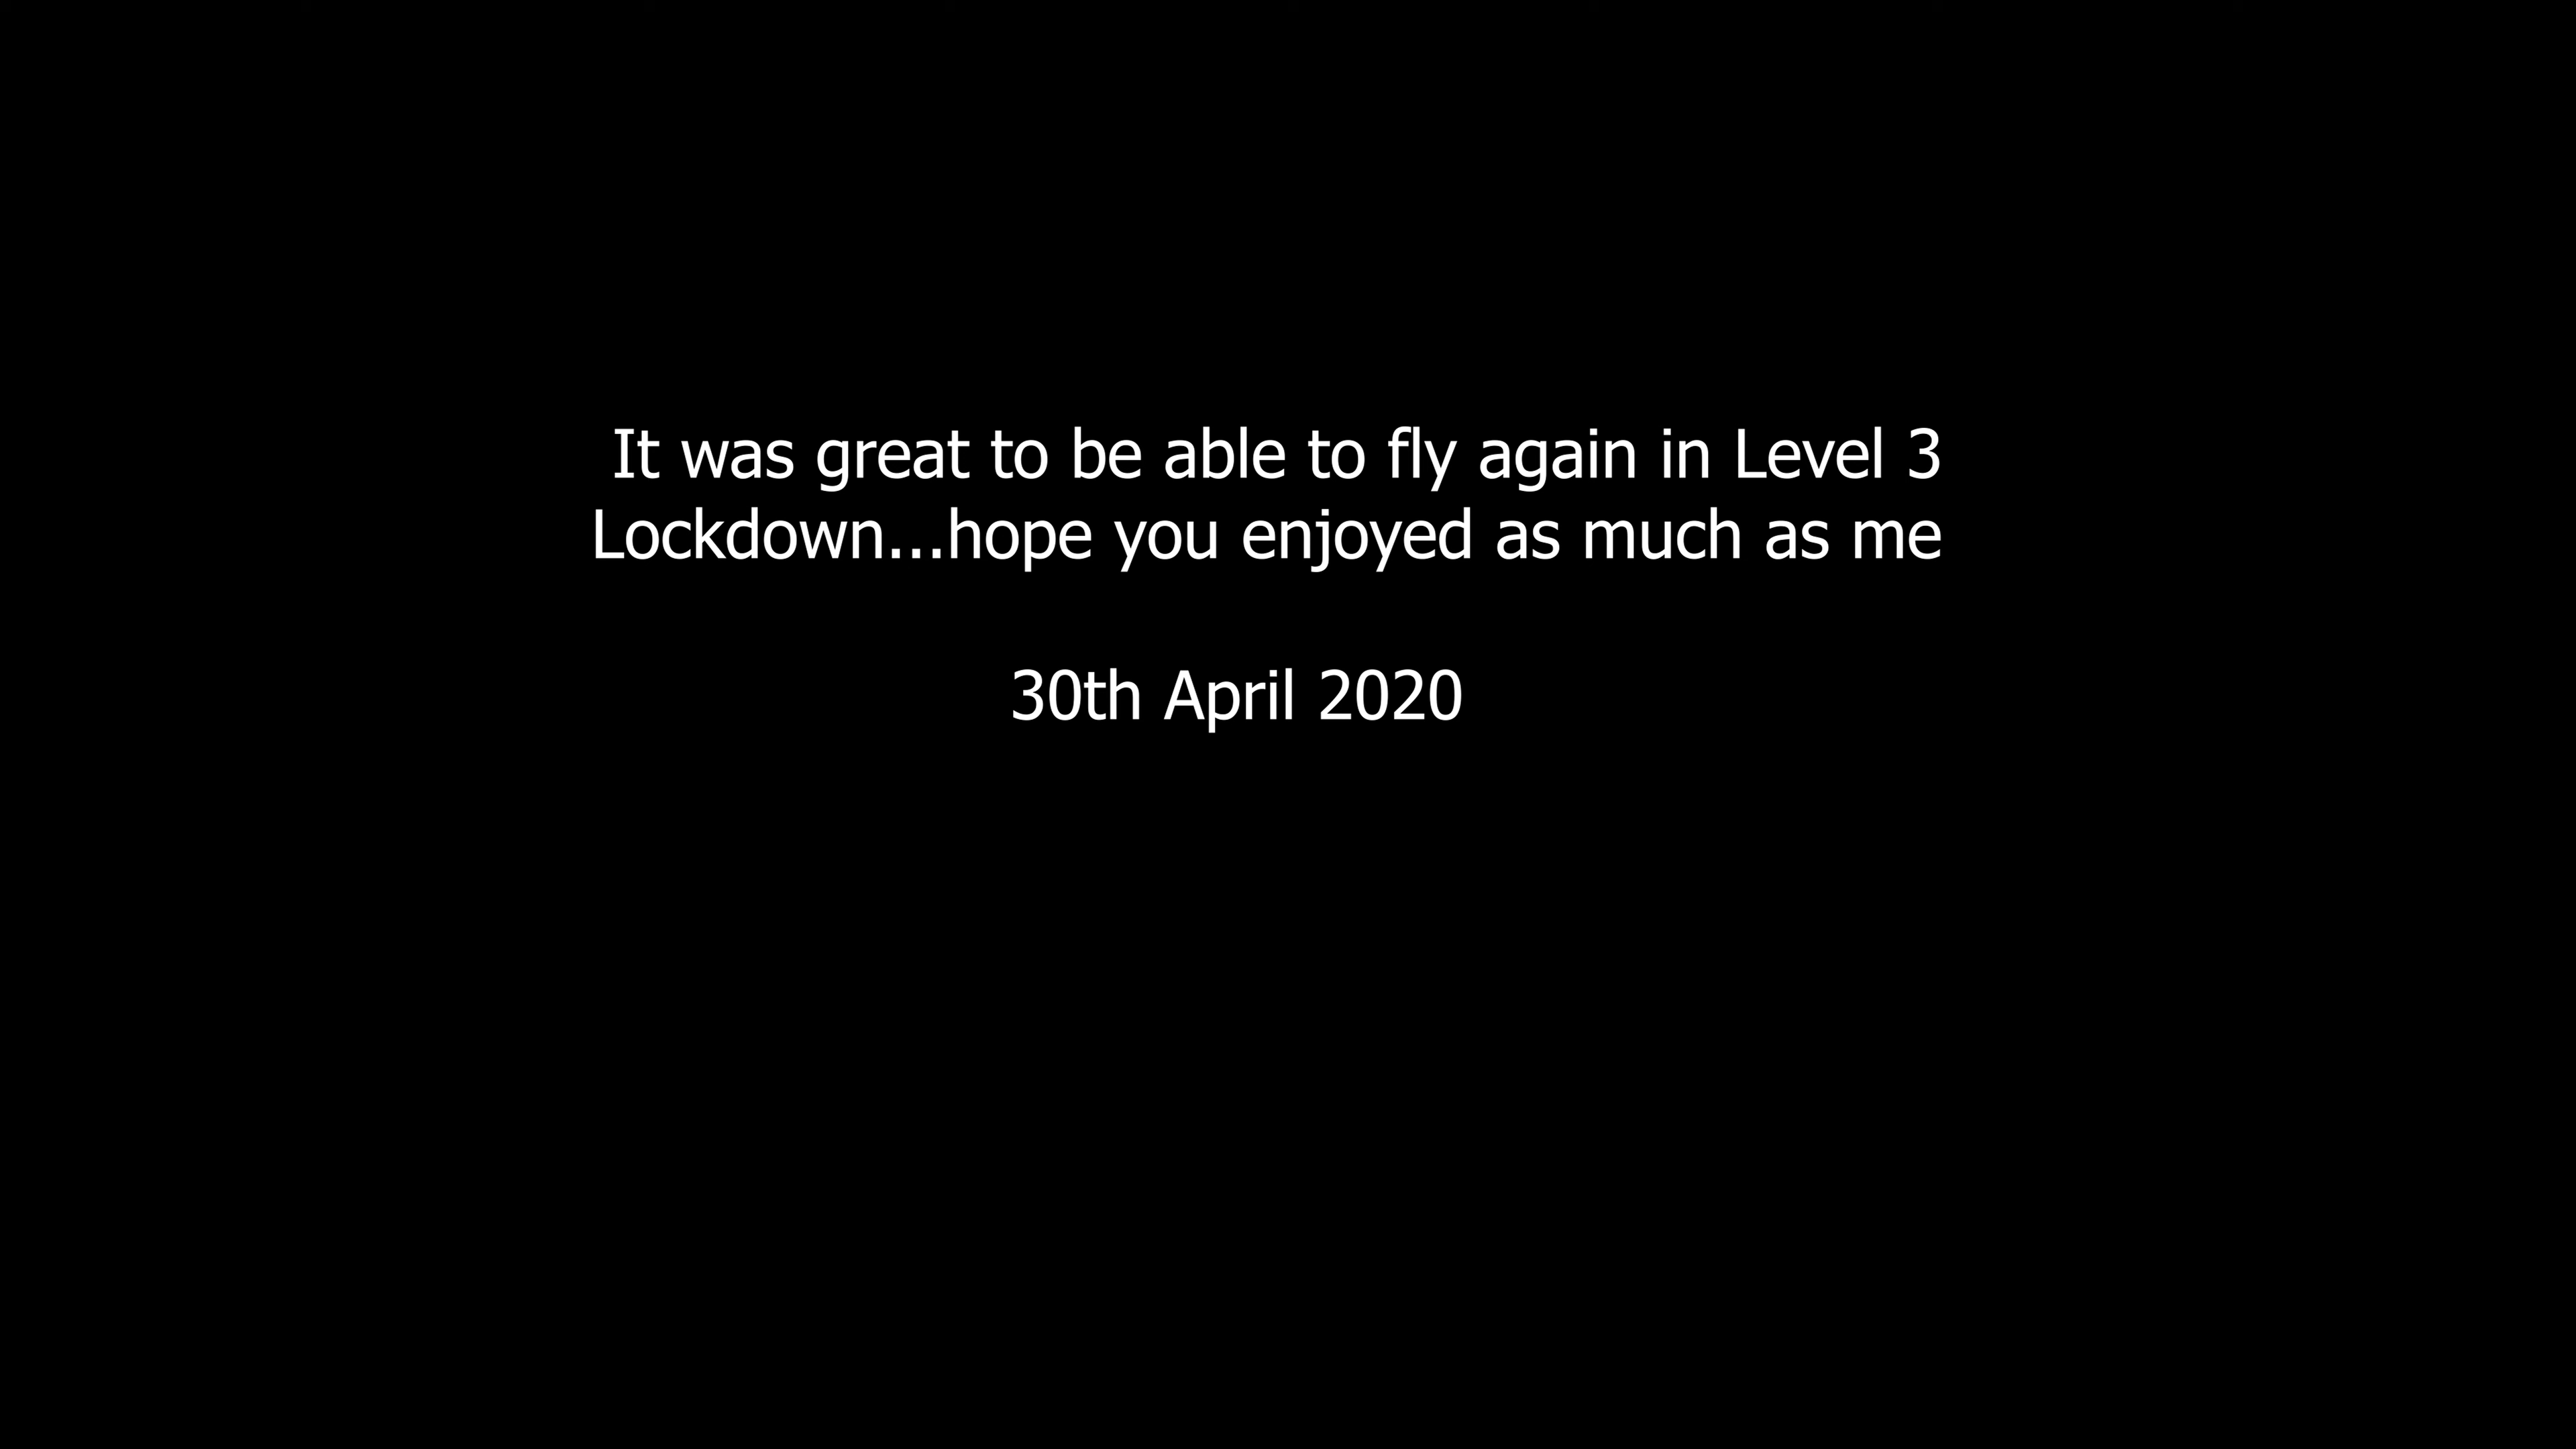 It was great to be able to fly again in Level 3
Lockdown...hope you enjoyed as much as me
30th April 2020